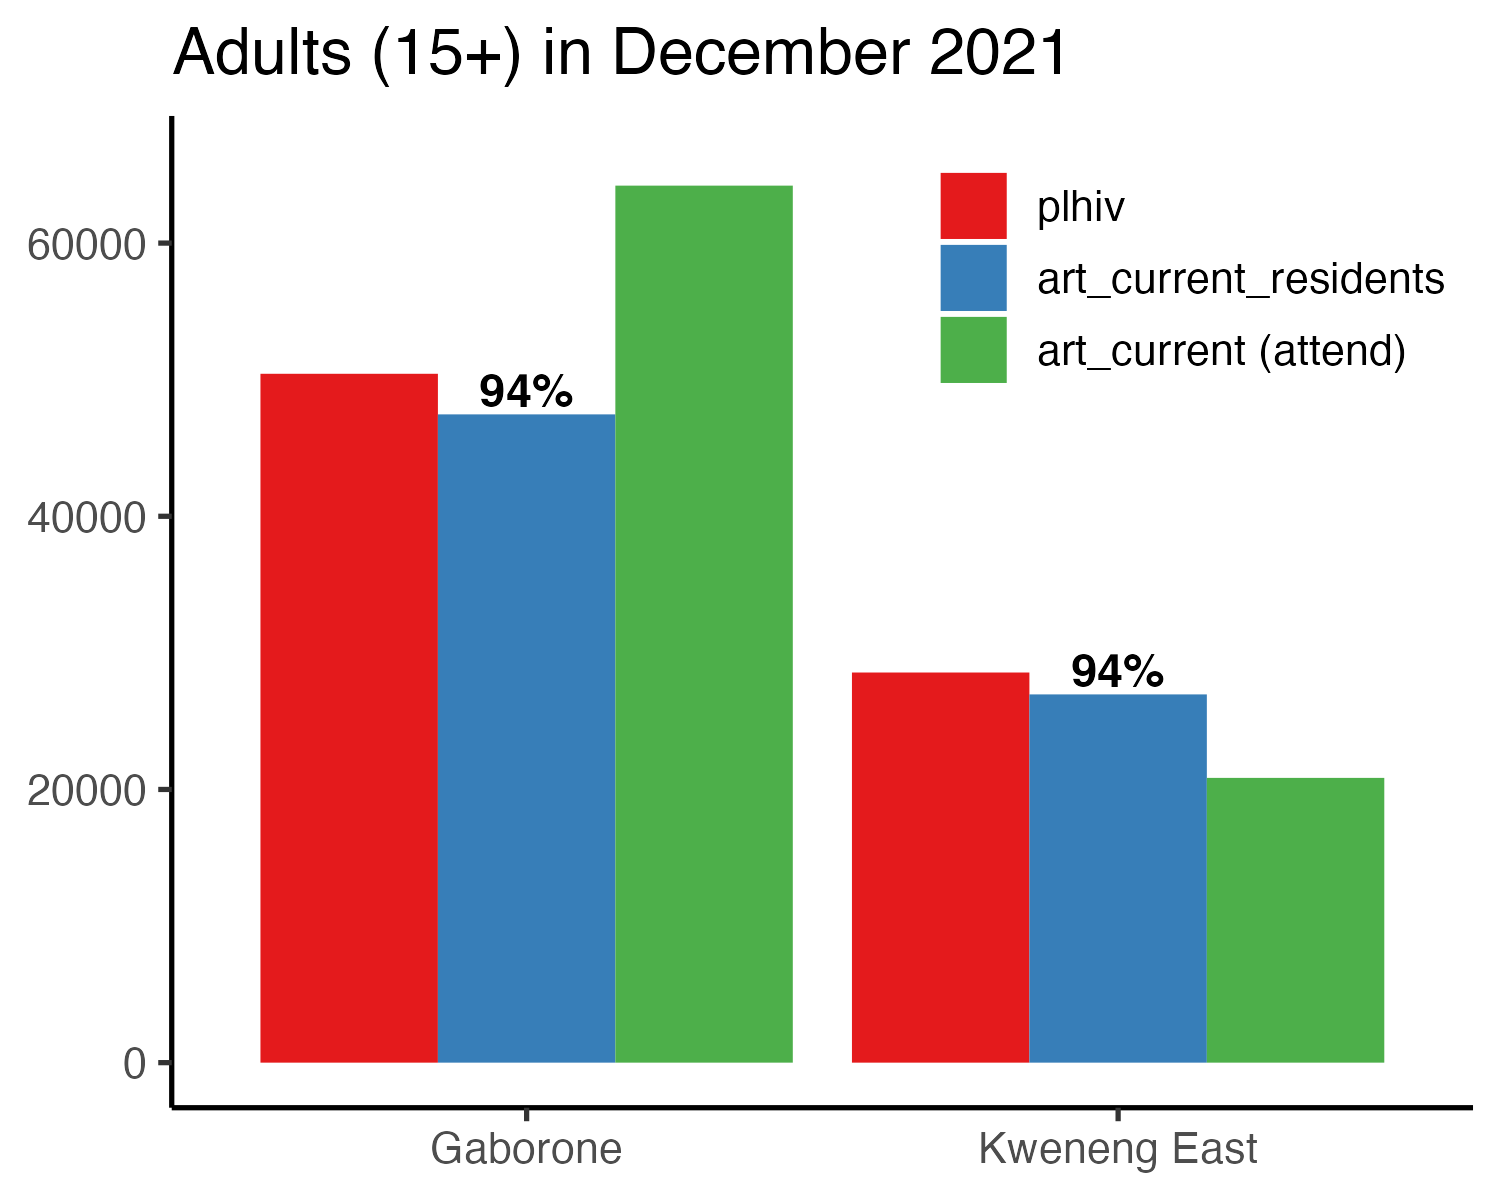 Adults (15+) in December 2021
plhiv
art_current_residents
art_current (attend)
60000
40000
20000
0
94%
94%
Gaborone
Kweneng East